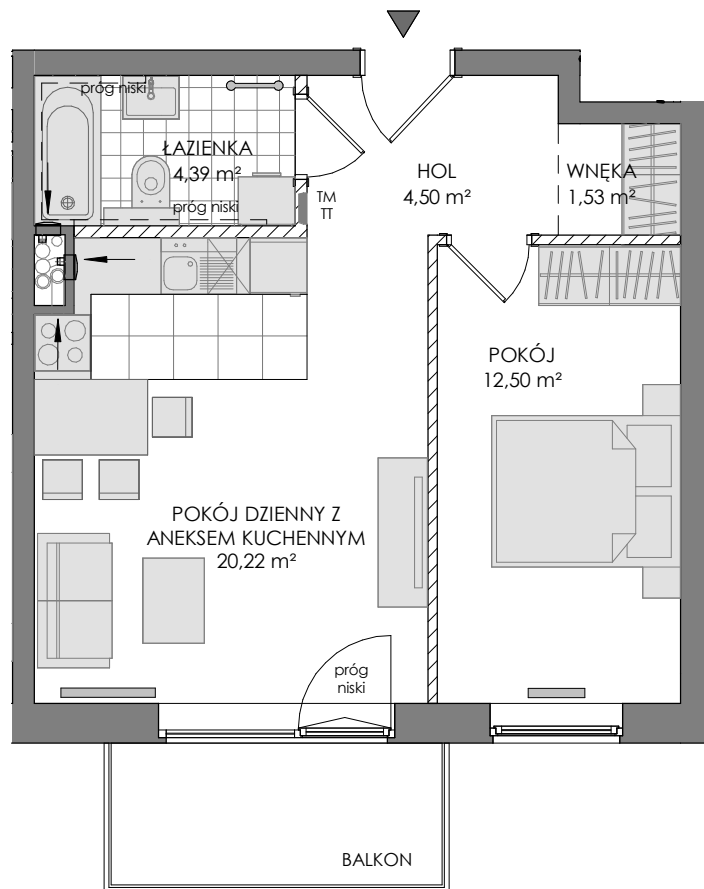 próg niski
ŁAZIENKA
4,39 m²
próg niski
TM
TT
HOL
4,50 m²
WNĘKA
1,53 m²
POKÓJ
12,50 m²
POKÓJ DZIENNY Z
ANEKSEM KUCHENNYM
20,22 m²
próg
niski
BALKON